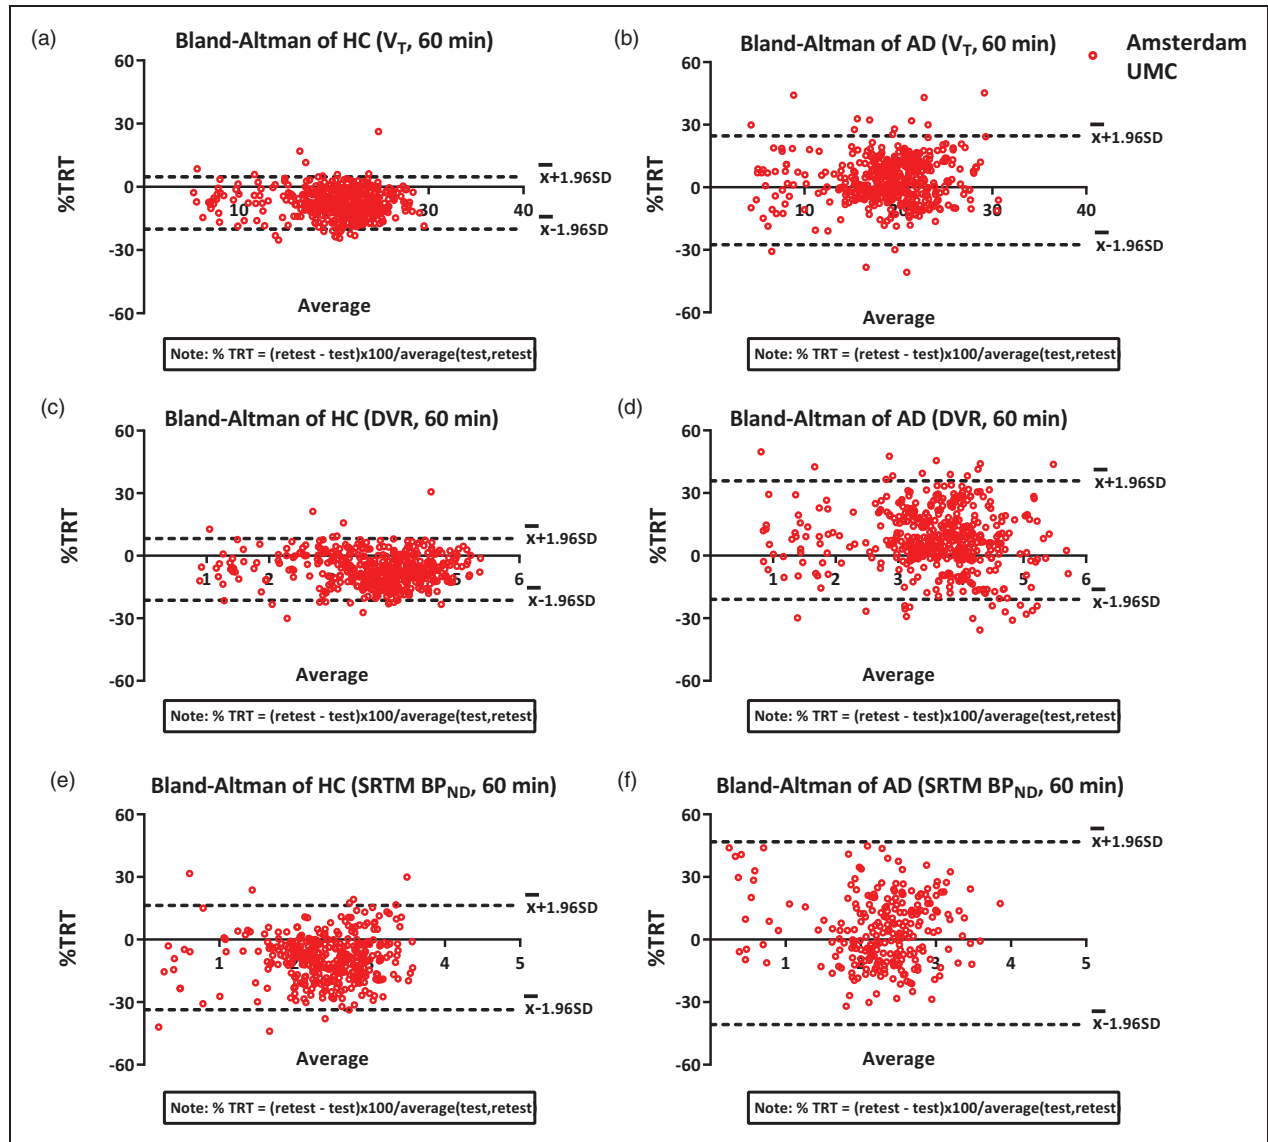 (a)
Bland-Altman of HC (VT, 60 min)
60
30
0
-30
-60
%TRT
10
30
40
x+1.96SD
x-1.96SD
Average
Note: % TRT = (retest - test)x100/average(test,retest)
(b)
Bland-Altman of AD (VT, 60 min)
Amsterdam
UMC
60
30
0
-30
-60
%TRT
10
30
40
x+1.96SD
x-1.96SD
Average
Note: % TRT = (retest - test)x100/average(test,retest)
(c)
Bland-Altman of HC (DVR, 60 min)
60
30
0
-30
-60
%TRT
1
2
5
6
x+1.96SD
x-1.96SD
Average
Note: % TRT = (retest - test)x100/average(test,retest)
(d)
Bland-Altman of AD (DVR, 60 min)
60
30
0
-30
-60
%TRT
1
2
3
5
6
x+1.96SD
x-1.96SD
Average
Note: % TRT = (retest - test)x100/average(test,retest)
(e)
Bland-Altman of HC (SRTM BPND, 60 min)
60
30
0
-30
-60
%TRT
1
4
5
x+1.96SD
x-1.96SD
Average
Note: % TRT = (retest - test)x100/average(test,retest)
(f)
Bland-Altman of AD (SRTM BPND, 60 min)
60
30
0
-30
-60
%TRT
1
2
3
4
5
x+1.96SD
x-1.96SD
Average
Note: % TRT = (retest - test)x100/average(test,retest)